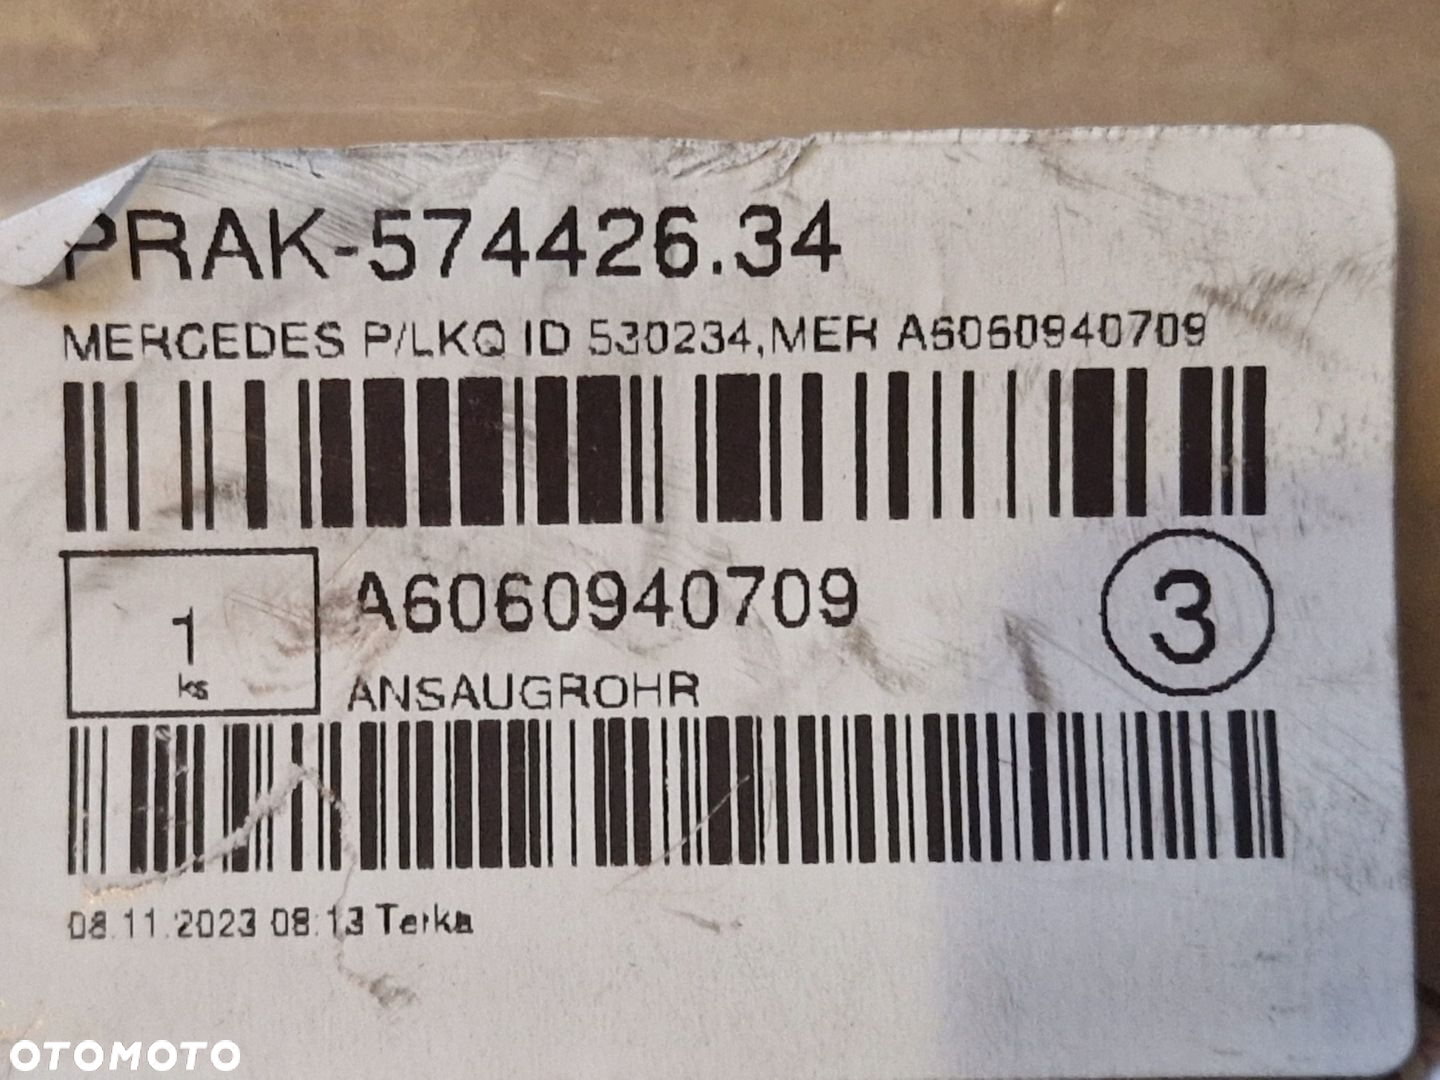 PRAK-574426.34
MERCEDES P/LKQ ID 530234,MER A6060940709
1
ks
A6060940709
3
ANSAUGROHR
08.11.2023 08:13 Terka
OTOMOTO